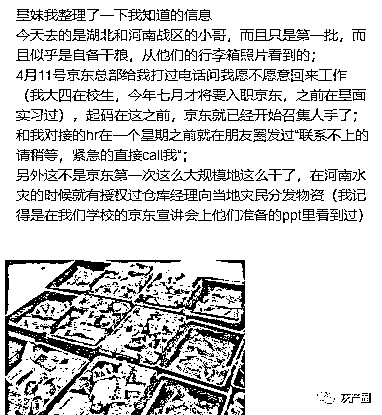 星妹我整理了一下我知道的信息
今天去的是湖北和河南战区的小哥，而且只是第一批，而
且似乎是自备干粮，从他们的行李箱照片看到的；
4月11号京东总部给我打过电话问我愿不愿意回来工作
（我大四在校生，今年七月才将要入职京东，之前在里面
实习过），起码在这之前，京东就已经开始召集人手了；
和我对接的hr在一个星期之前就在朋友圈发过“联系不上的
请稍等，紧急的直接call我“；
另外这不是京东第一次这么大规模地这么干了，在河南水
灾的时候就有授权过仓库经理向当地灾民分发物资（我记
得是在我们学校的京东宣讲会上他们准备的ppt里看到过）
灰产圈